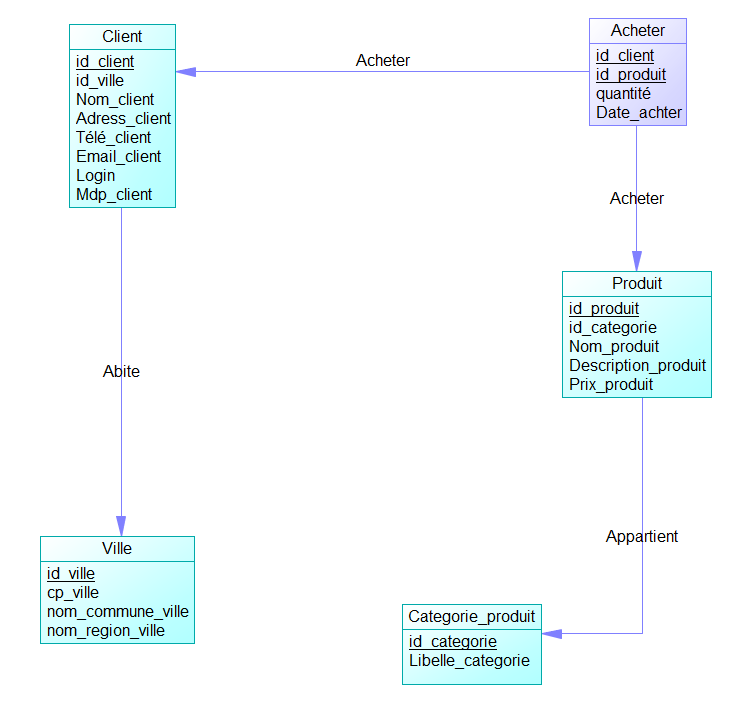 Client
id_client
id_ville
Nom_client
Adress_client
Télé_client
Email_client
Login
Mdp_client
Acheter
Acheter
id_client
id_produit
quantité
Date_achter
Acheter
Produit
id_produit
id_categorie
Nom_produit
Description_produit
Prix_produit
Abite
Appartient
Ville
id_ville
cp_ville
nom_commune_ville
nom_region_ville
Categorie_produit
id_categorie
Libelle_categorie